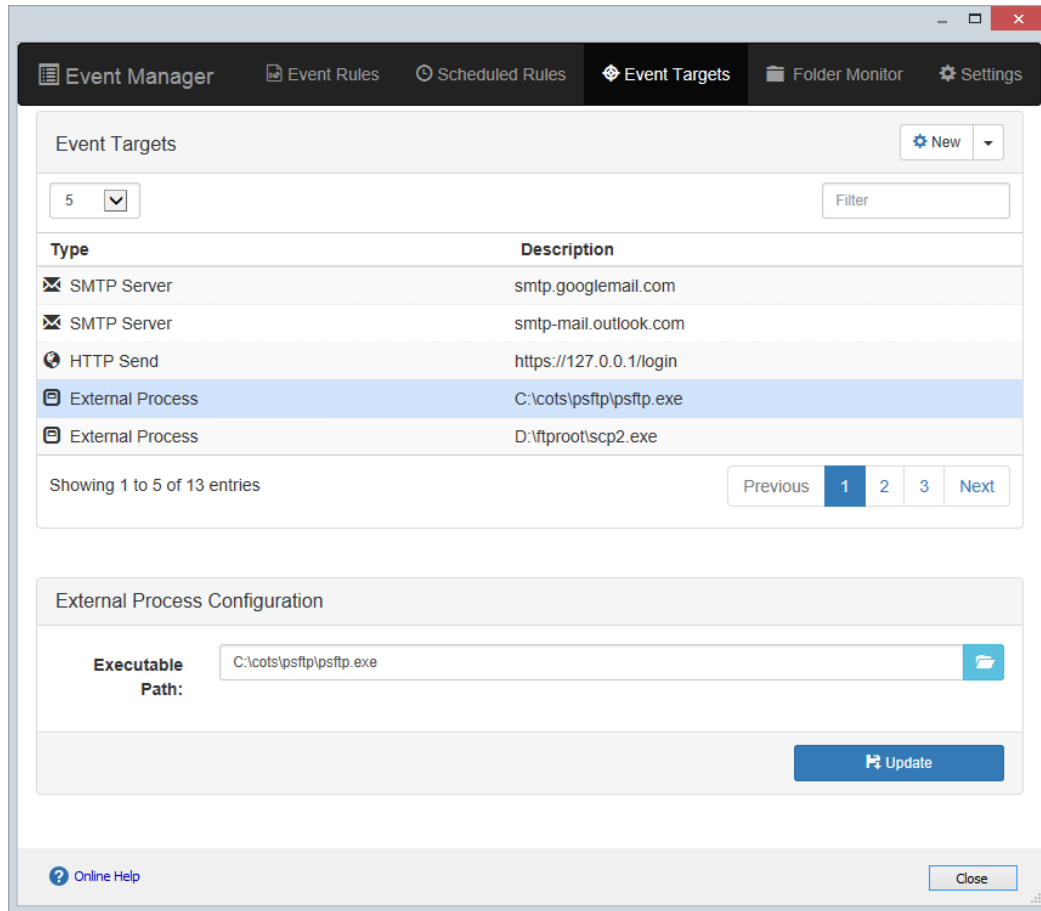 Event Manager Event Rules Scheduled Rules Event Targets Folder Monitor Settings
Event Targets New
5 Filter
Type Description
SMTP Server smtp.googlemail.com
SMTP Server smtp-mail.outlook.com
HTTP Send https://127.0.0.1/login
External Process C:\cots\psftp\psftp.exe
External Process D:\ftproot\scp2.exe
Showing 1 to 5 of 13 entries Previous 1 2 3 Next
External Process Configuration
Executable C:\cots\psftp\psftp.exe
Path:
Update
? Online Help Close